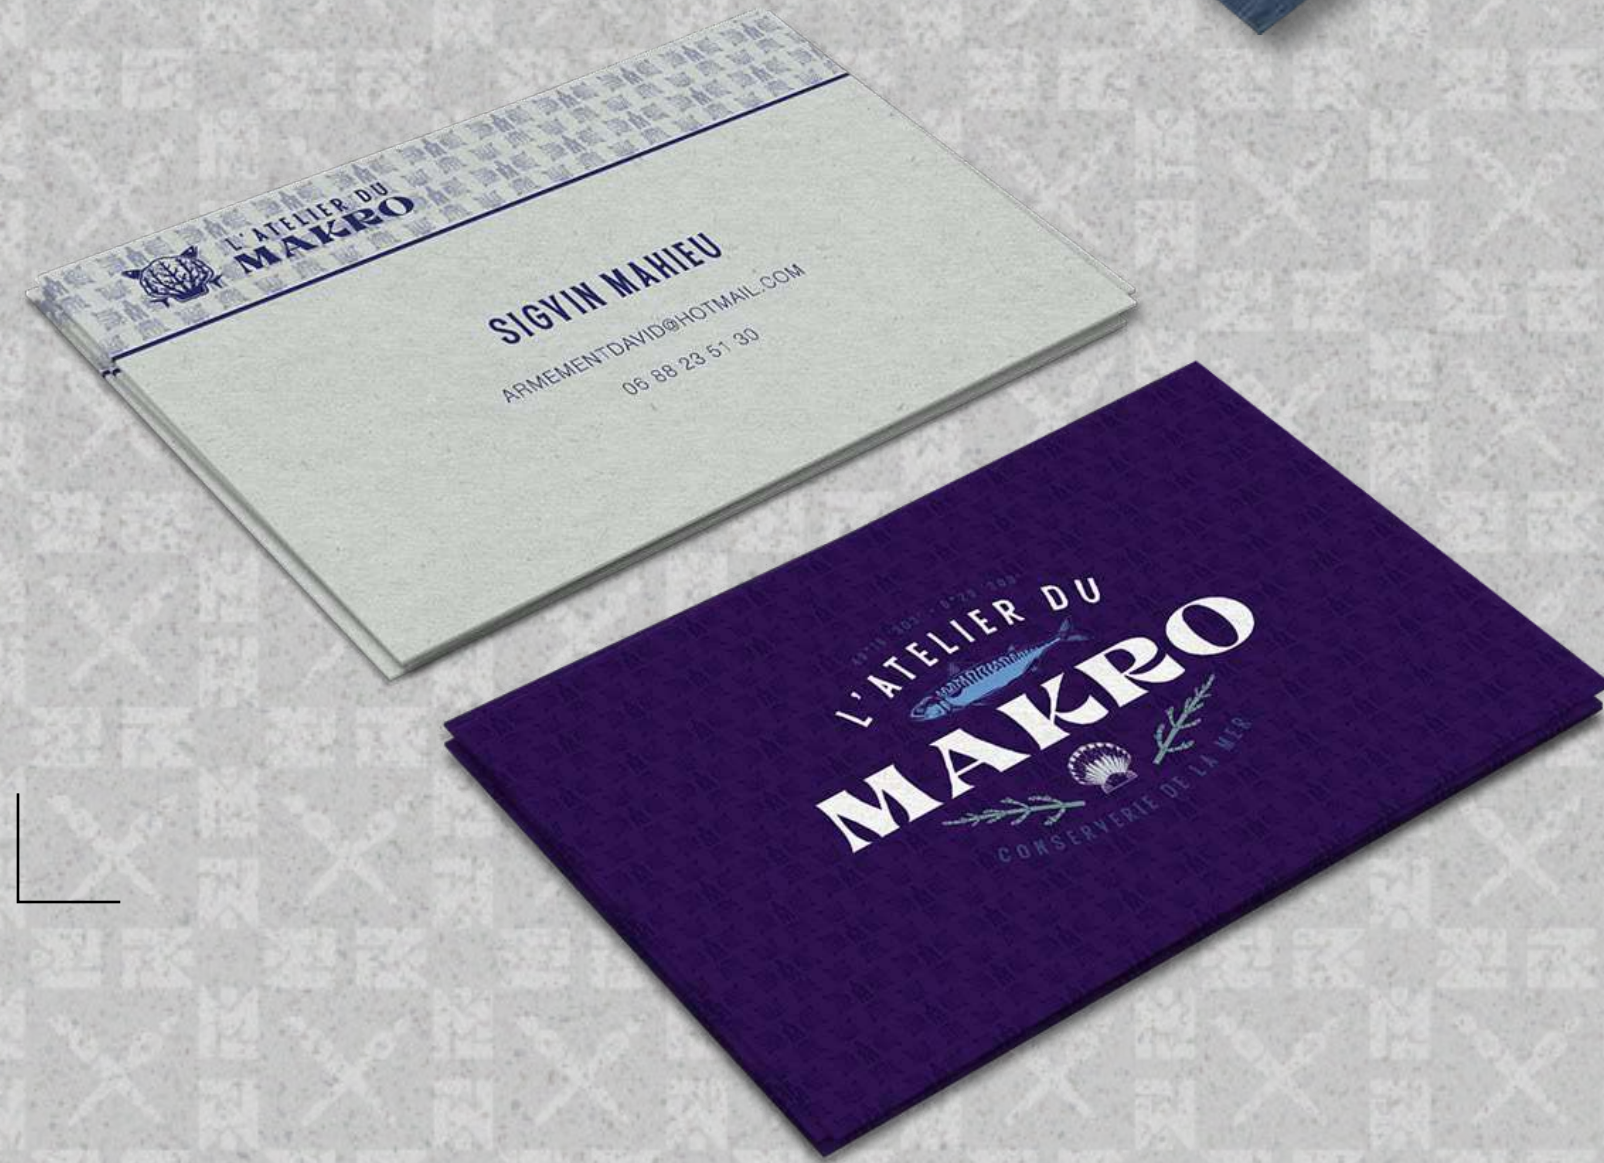 L'ATELIER DU
MAKRO
SIGVIN MAHIEU
ARMEMENTDAVID@HOTMAIL.COM
06 88 23 51 30
L'ATELIER DU
MAKRO
CONSERVERIE DE LA MER